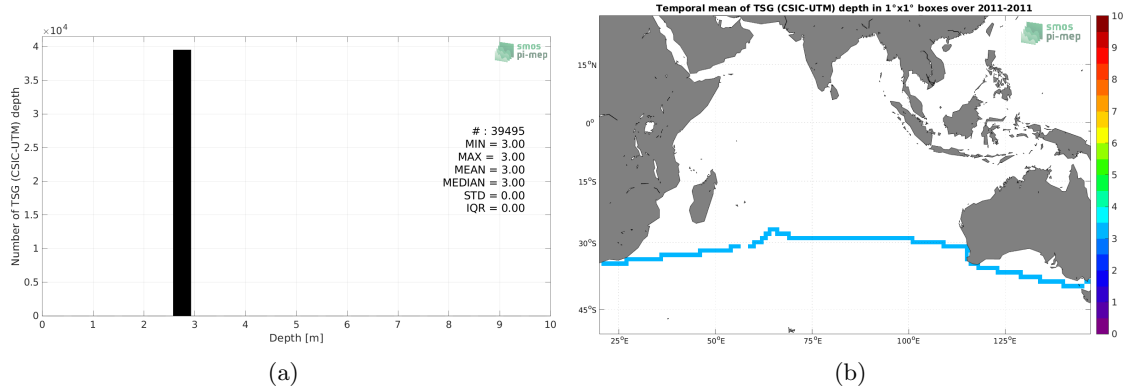 ×10⁴
4
3.5
3
2.5
2
1.5
1
0.5
0
Number of TSG (CSIC-UTM) depth
smos
pi-mep
# : 39495
MIN = 3.00
MAX = 3.00
MEAN = 3.00
MEDIAN = 3.00
STD = 0.00
IQR = 0.00
0 1 2 3 4 5 6 7 8 9 10
Depth [m]
(a)
Temporal mean of TSG (CSIC-UTM) depth in 1°x1° boxes over 2011-2011
smos
pi-mep
15°N
0°
15°S
30°S
45°S
25°E 50°E 75°E 100°E 125°E
10
9
8
7
6
5
4
3
2
1
0
(b)